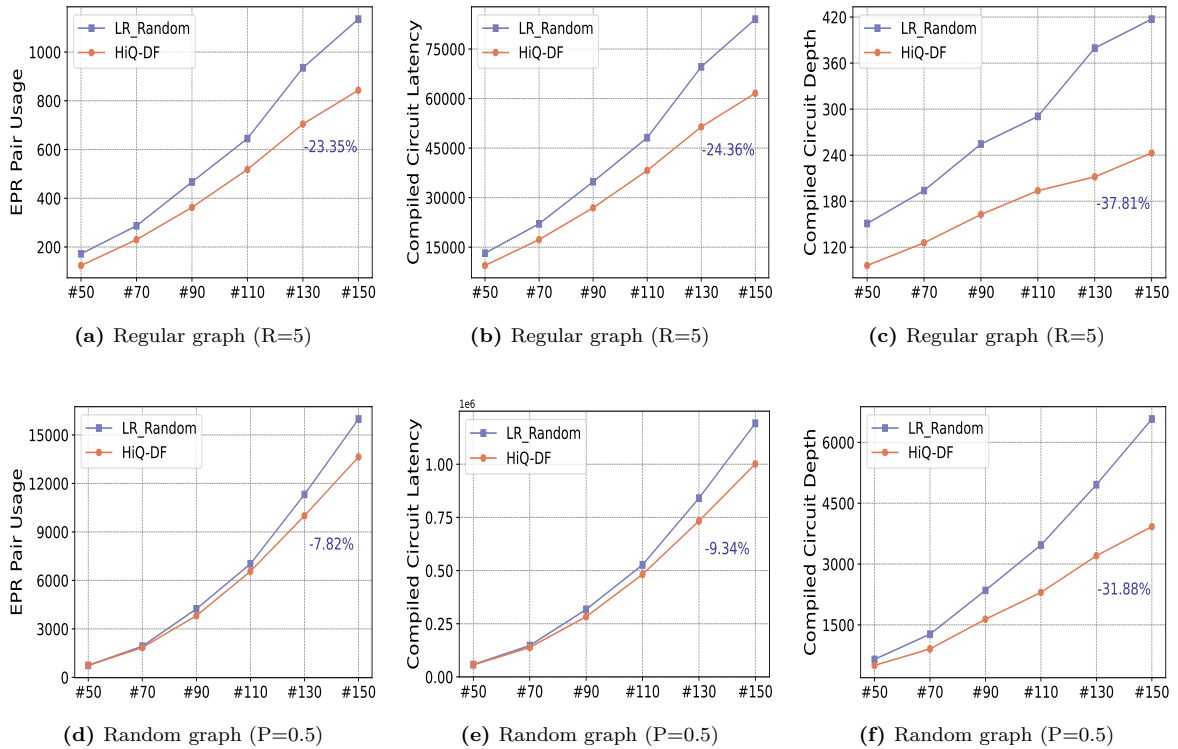 EPR Pair Usage
1000
800
600
400
200
LR_Random
HiQ-DF
-23.35%
#50 #70 #90 #110 #130 #150
(a) Regular graph (R=5)
Compiled Circuit Latency
75000
60000
45000
30000
15000
LR_Random
HiQ-DF
-24.36%
#50 #70 #90 #110 #130 #150
(b) Regular graph (R=5)
Compiled Circuit Depth
420
360
300
240
180
120
LR_Random
HiQ-DF
-37.81%
#50 #70 #90 #110 #130 #150
(c) Regular graph (R=5)
EPR Pair Usage
15000
12000
9000
6000
3000
0
LR_Random
HiQ-DF
-7.82%
#50 #70 #90 #110 #130 #150
(d) Random graph (P=0.5)
Compiled Circuit Latency
1e6
1.00
0.75
0.50
0.25
0.00
LR_Random
HiQ-DF
-9.34%
#50 #70 #90 #110 #130 #150
(e) Random graph (P=0.5)
Compiled Circuit Depth
6000
4500
3000
1500
LR_Random
HiQ-DF
-31.88%
#50 #70 #90 #110 #130 #150
(f) Random graph (P=0.5)